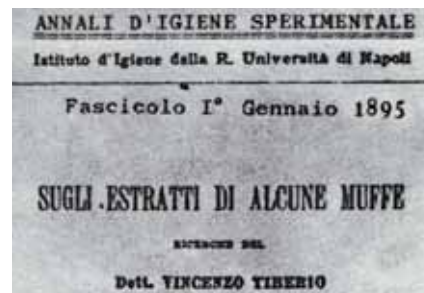 ANNALI D'IGIENE SPERIMENTALE
Istituto d'Igiene della R. Università di Napoli
Fascicolo I° Gennaio 1895
SUGLI ESTRATTI DI ALCUNE MUFFE
RICERCHE DEL
Dott. VINCENZO TIBERIO